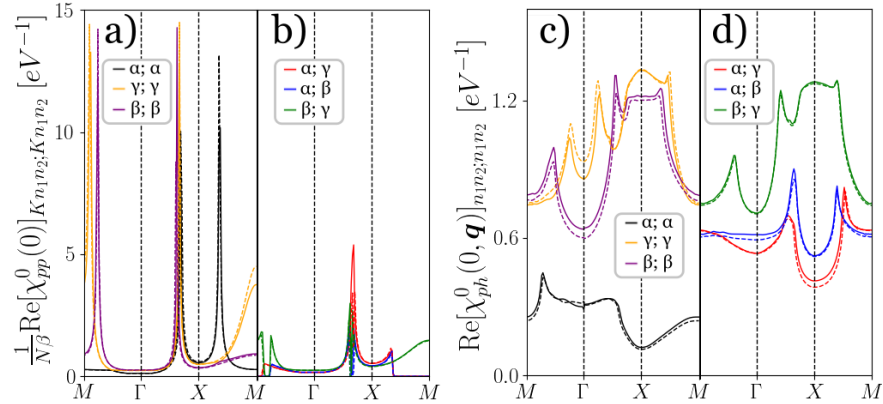 a)
b)
c)
d)
1/Nβ Re[χ⁰ₚₚ(0)]_{Kn₁n₂;Kn₁n₂} [eV⁻¹]
15
10
5
0
α; α
γ; γ
β; β
α; γ
α; β
β; γ
M Γ X M Γ X M
Re[χ⁰ₚₕ(0, q)]_{n₁n₂;n₁n₂} [eV⁻¹]
1.2
0.6
0.0
α; α
γ; γ
β; β
α; γ
α; β
β; γ
M Γ X M Γ X M